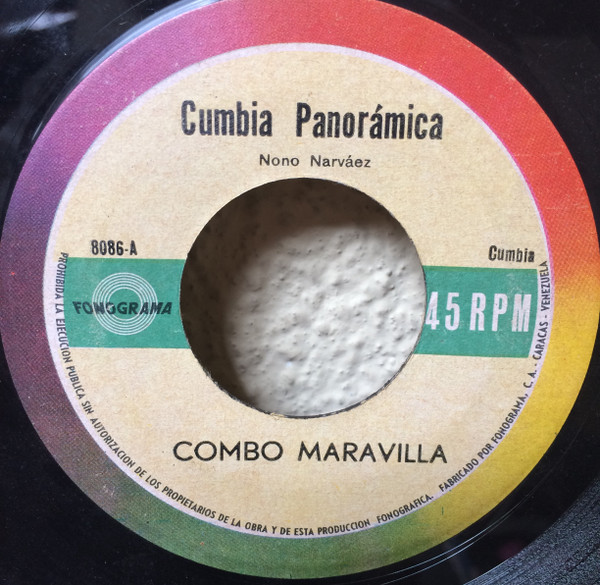 Cumbia Panorámica
Nono Narváez
8086-A
Cumbia
FONOGRAMA
45 RPM
COMBO MARAVILLA
PROHIBIDA LA EJECUCION PUBLICA SIN AUTORIZACION DE LOS PROPIETARIOS DE LA OBRA Y DE ESTA PRODUCCION FONOGRAFICA. FABRICADO POR FONOGRAMA, C. A. - CARACAS - VENEZUELA